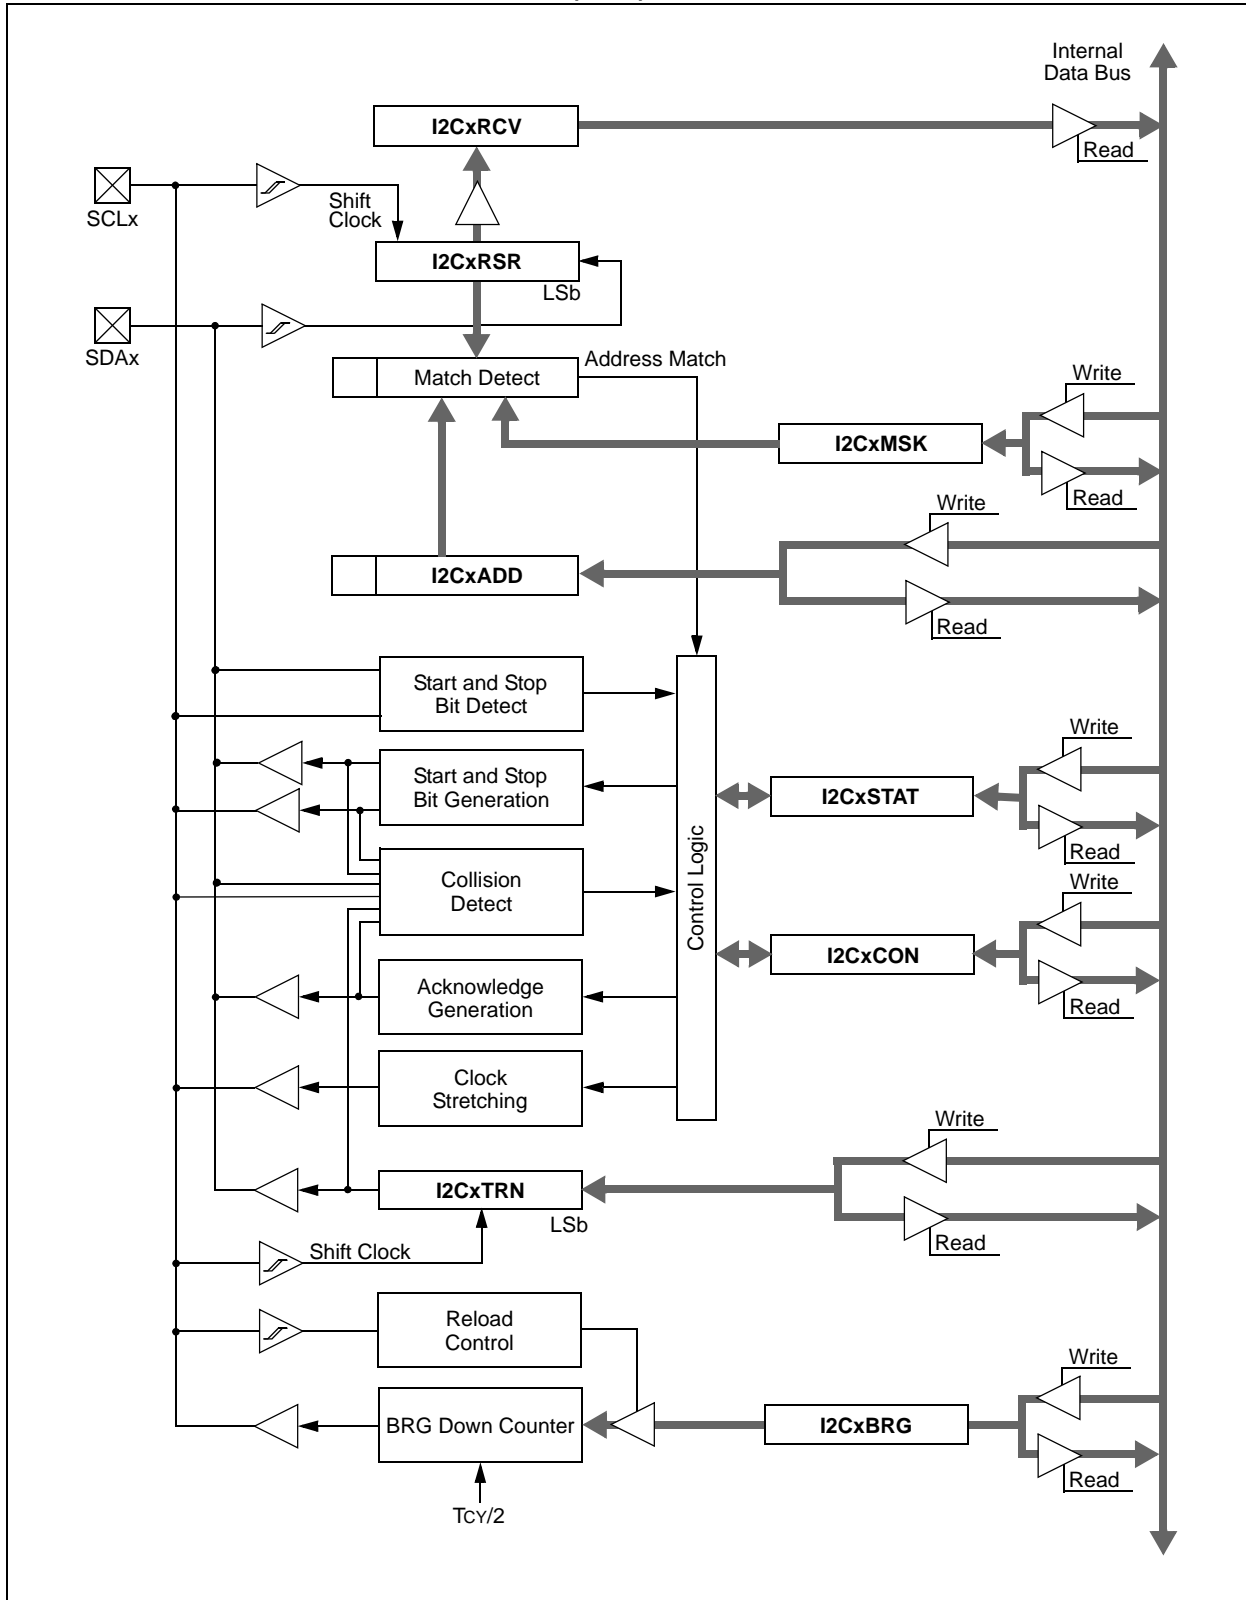 Internal
Data Bus
I2CxRCV
Read
SCLx
Shift
Clock
I2CxRSR
LSb
SDAx
Address Match
Match Detect
Write
I2CxMSK
Read
Write
I2CxADD
Read
Start and Stop
Bit Detect
Write
Start and Stop
Bit Generation
I2CxSTAT
Read
Control Logic
Collision
Detect
Write
I2CxCON
Read
Acknowledge
Generation
Clock
Stretching
Write
I2CxTRN
LSb
Read
Shift Clock
Reload
Control
Write
BRG Down Counter
I2CxBRG
Read
TCY/2